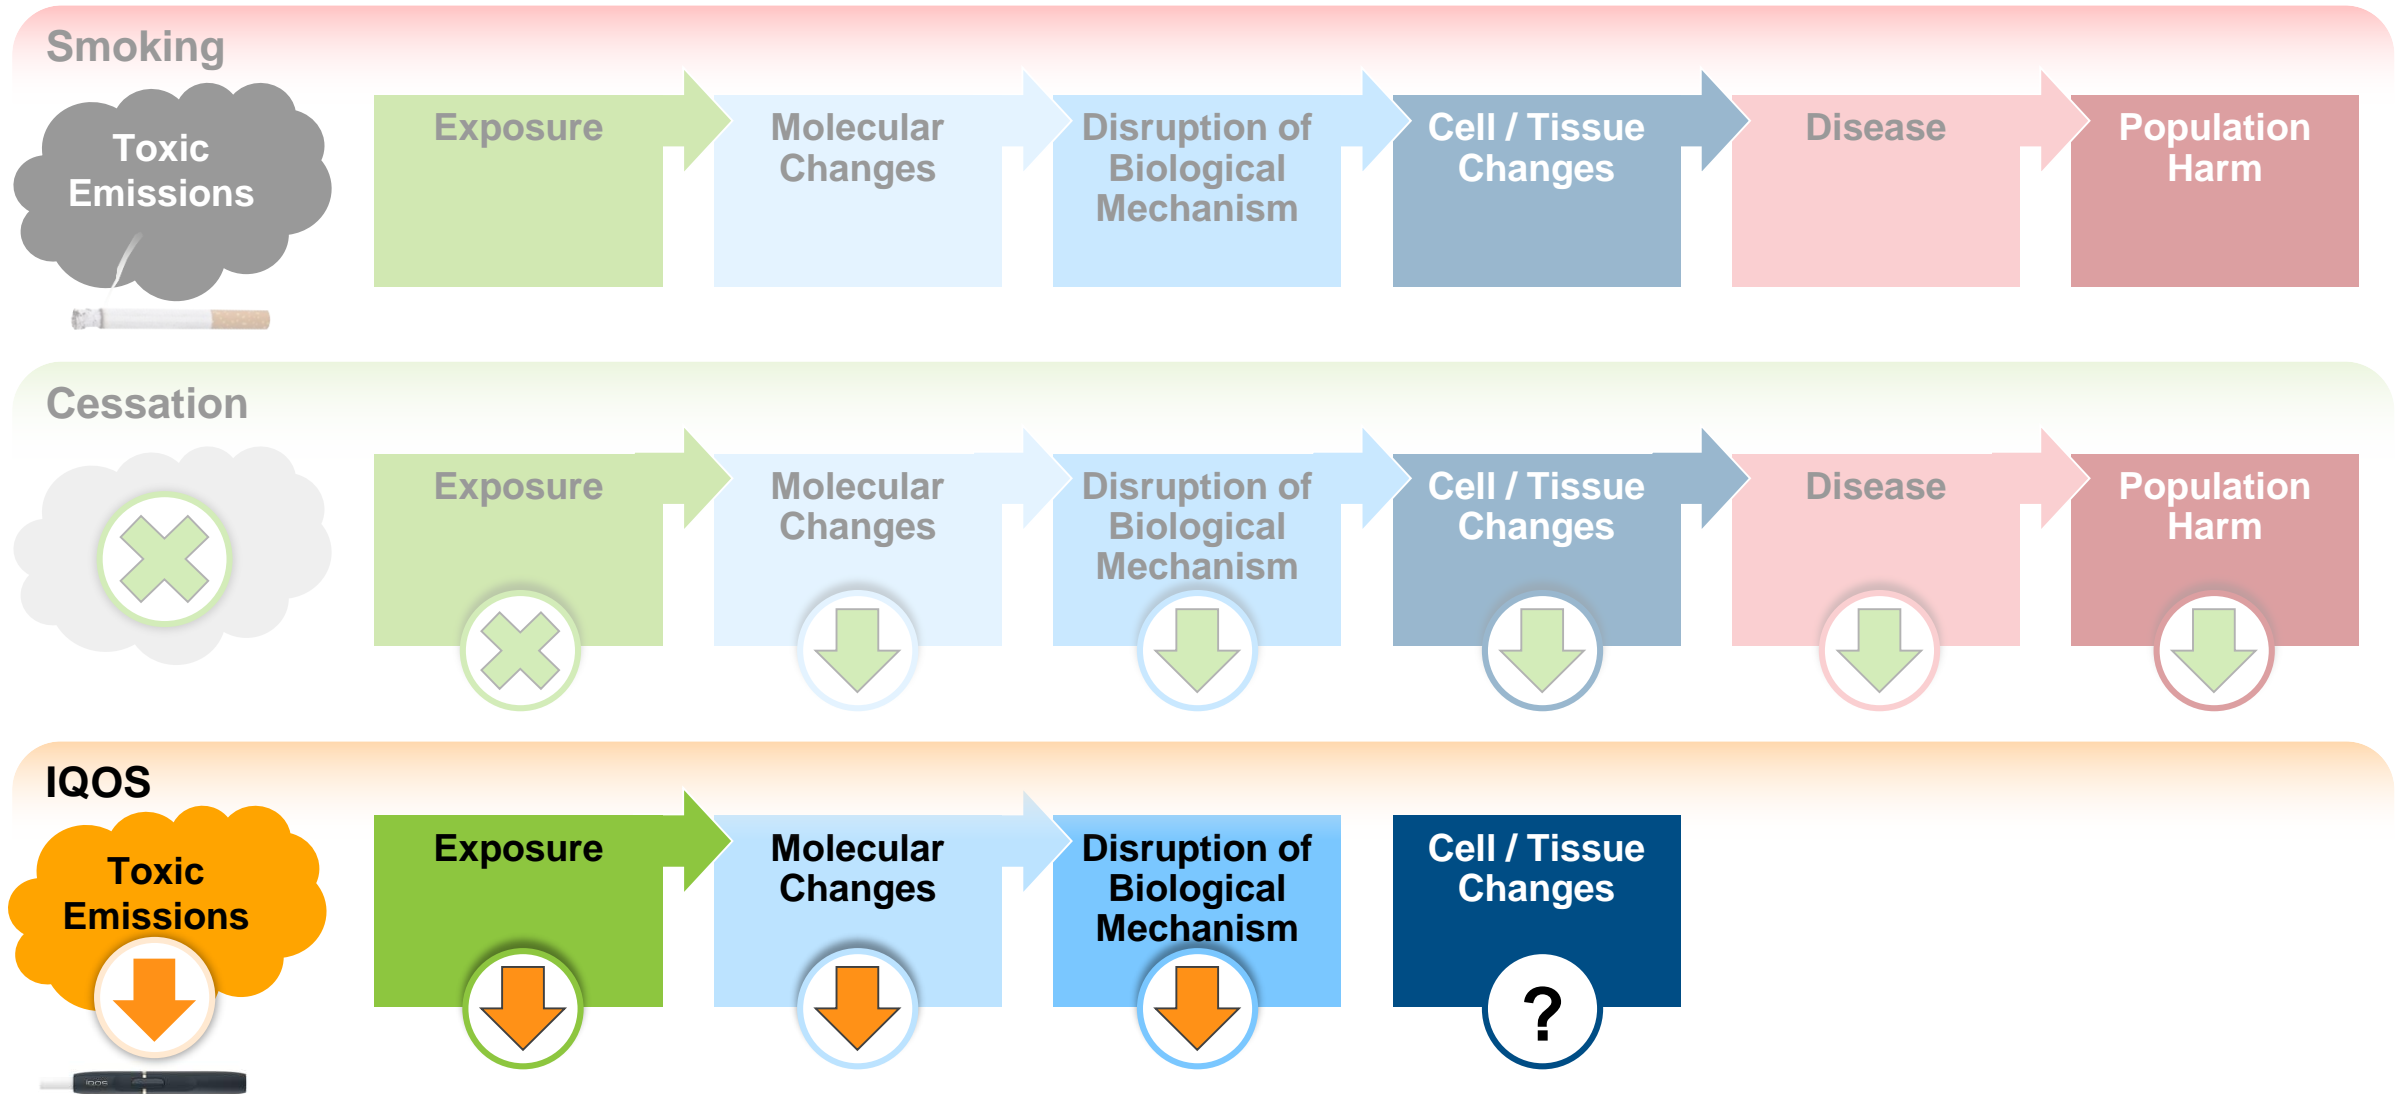 Smoking
Toxic
Emissions
Exposure
Molecular
Changes
Disruption of
Biological
Mechanism
Cell / Tissue
Changes
Disease
Population
Harm
Cessation
Exposure
Molecular
Changes
Disruption of
Biological
Mechanism
Cell / Tissue
Changes
Disease
Population
Harm
IQOS
Toxic
Emissions
Exposure
Molecular
Changes
Disruption of
Biological
Mechanism
Cell / Tissue
Changes
?
IQOS